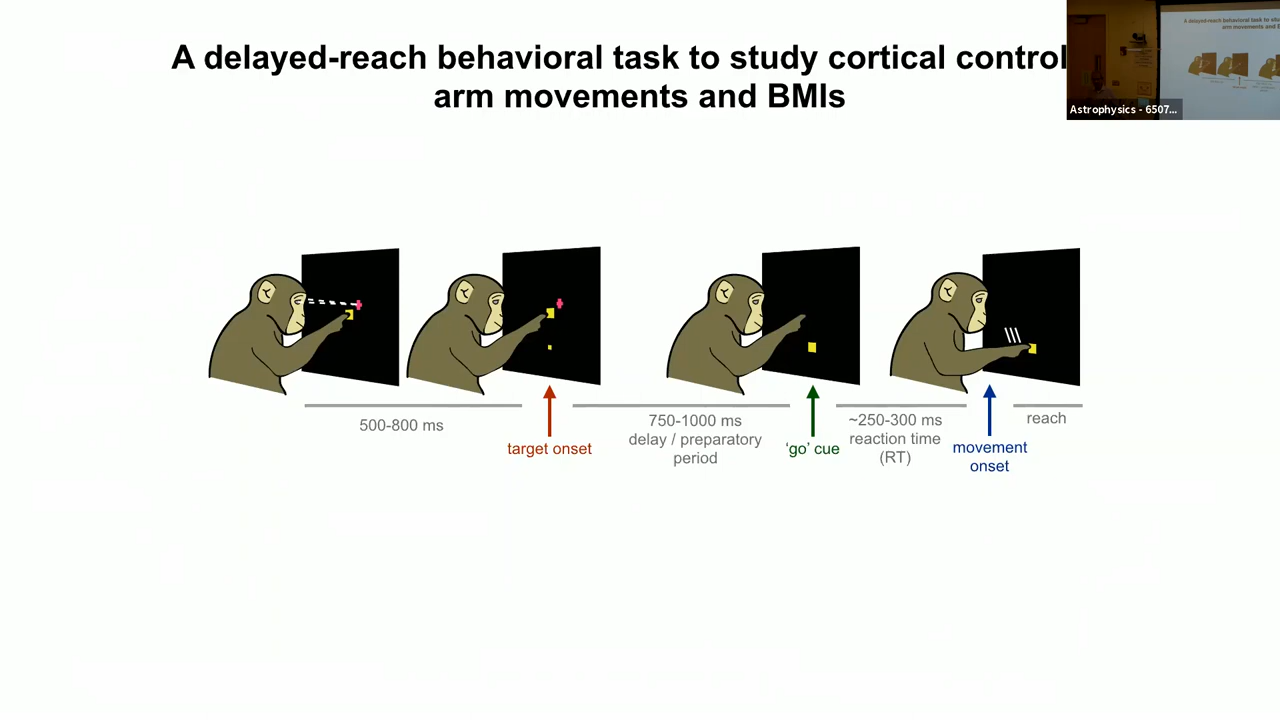 A delayed-reach behavioral task to study cortical control
arm movements and BMIs
Astrophysics - 6507...
500-800 ms
target onset
750-1000 ms
delay / preparatory
period
‘go’ cue
~250-300 ms
reaction time
(RT)
movement
onset
reach